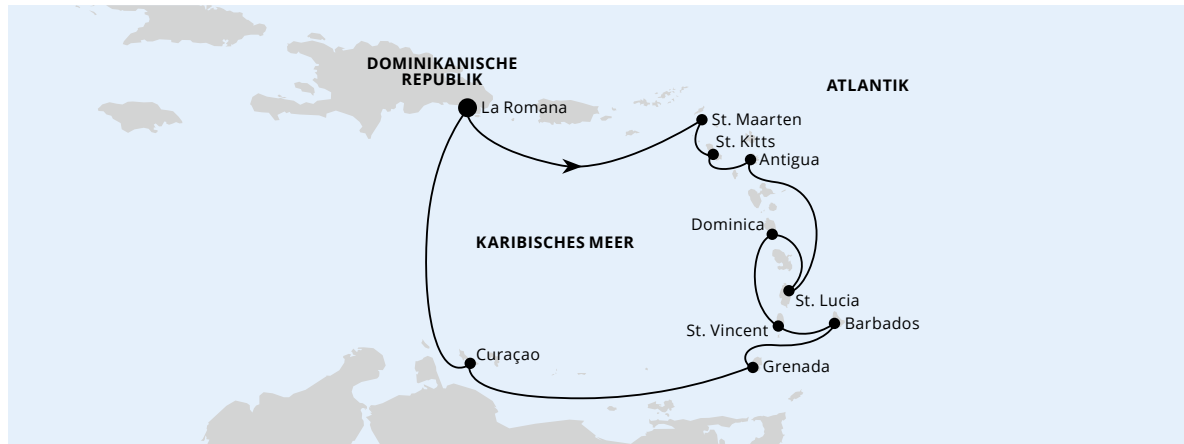 DOMINIKANISCHE
REPUBLIK
ATLANTIK
La Romana
St. Maarten
St. Kitts
Antigua
Dominica
KARIBISCHES MEER
St. Lucia
St. Vincent
Barbados
Curaçao
Grenada